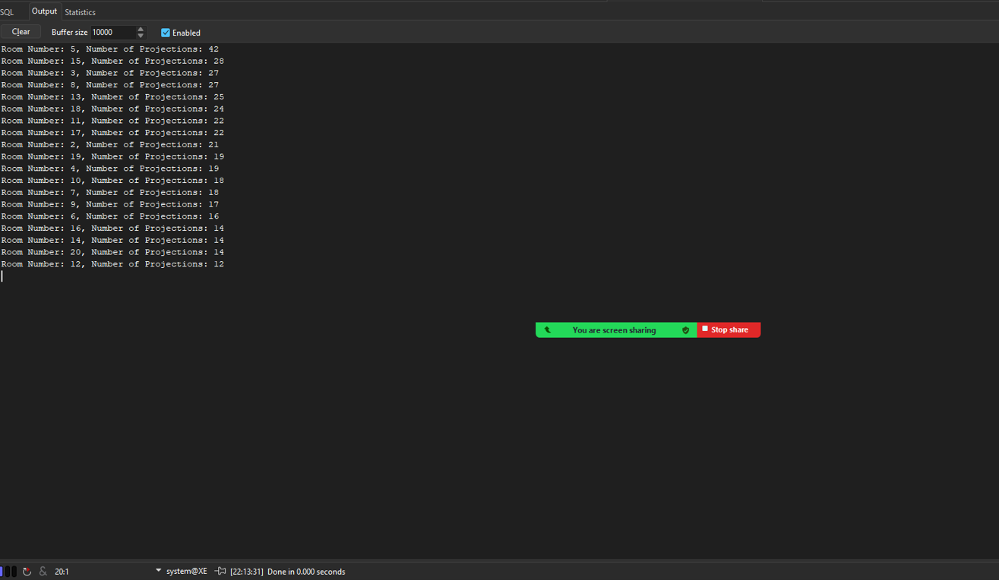 SQL Output Statistics
Clear Buffer size 10000 Enabled
Room Number: 5, Number of Projections: 42
Room Number: 15, Number of Projections: 28
Room Number: 3, Number of Projections: 27
Room Number: 8, Number of Projections: 27
Room Number: 13, Number of Projections: 25
Room Number: 18, Number of Projections: 24
Room Number: 11, Number of Projections: 22
Room Number: 17, Number of Projections: 22
Room Number: 2, Number of Projections: 21
Room Number: 19, Number of Projections: 19
Room Number: 4, Number of Projections: 19
Room Number: 10, Number of Projections: 18
Room Number: 7, Number of Projections: 18
Room Number: 9, Number of Projections: 17
Room Number: 6, Number of Projections: 16
Room Number: 16, Number of Projections: 14
Room Number: 14, Number of Projections: 14
Room Number: 20, Number of Projections: 14
Room Number: 12, Number of Projections: 12
You are screen sharing Stop share
& 20:1 system@XE [22:13:31] Done in 0.000 seconds